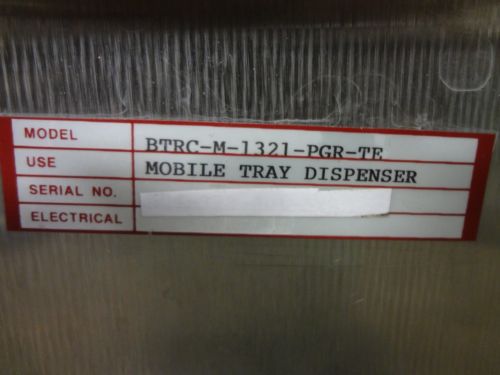 MODEL BTRC-M-1321-PGR-TE
USE MOBILE TRAY DISPENSER
SERIAL NO.
ELECTRICAL